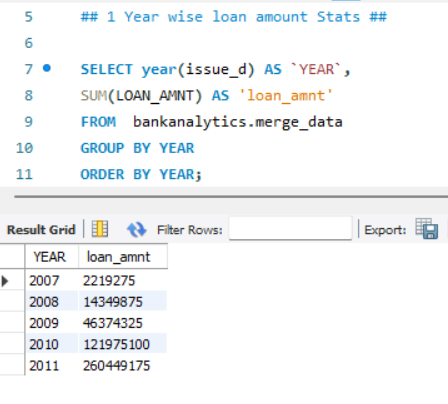 5 ## 1 Year wise loan amount Stats ##
6
7 SELECT year(issue_d) AS `YEAR`,
8 SUM(LOAN_AMNT) AS 'loan_amnt'
9 FROM bankanalytics.merge_data
10 GROUP BY YEAR
11 ORDER BY YEAR;
Result Grid Filter Rows: Export:
YEAR loan_amnt
2007 2219275
2008 14349875
2009 46374325
2010 121975100
2011 260449175